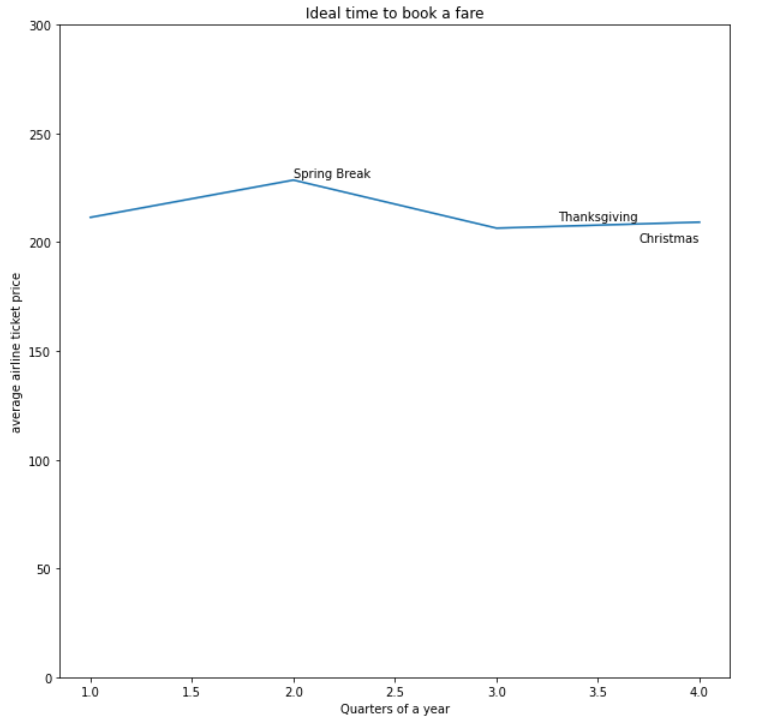 Ideal time to book a fare
300
250
200
150
100
50
0
average airline ticket price
Spring Break
Thanksgiving
Christmas
1.0 1.5 2.0 2.5 3.0 3.5 4.0
Quarters of a year